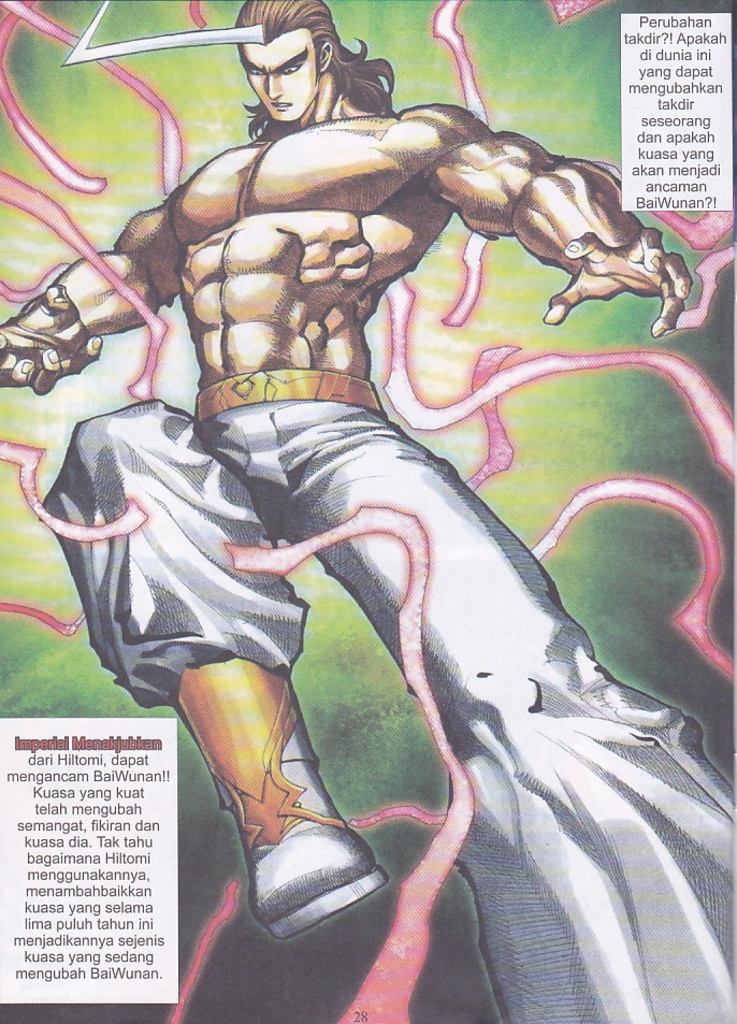 Perubahan
takdir?! Apakah
di dunia ini
yang dapat
mengubahkan
takdir
seseorang
dan apakah
kuasa yang
akan menjadi
ancaman
BaiWunan?!
Imperial Menakjubkan
dari Hiltomi, dapat
mengancam BaiWunan!!
Kuasa yang kuat
telah mengubah
semangat, fikiran dan
kuasa dia. Tak tahu
bagaimana Hiltomi
menggunakannya,
menambahbaikkan
kuasa yang selama
lima puluh tahun ini
menjadikannya sejenis
kuasa yang sedang
mengubah BaiWunan.
28